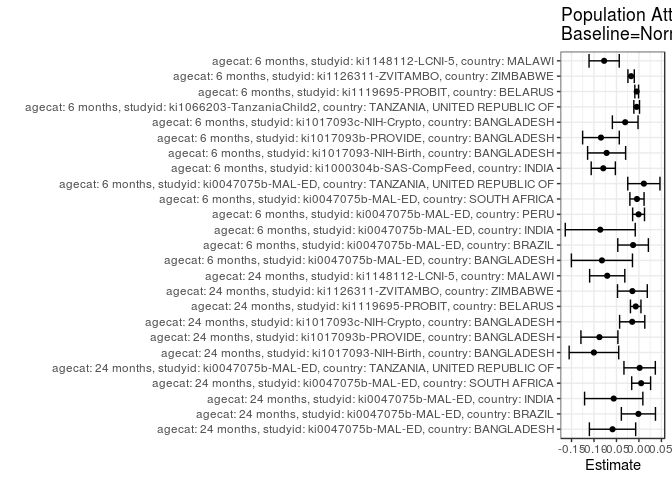 Population Att
Baseline=Norr
agecat: 6 months, studyid: ki1148112-LCNI-5, country: MALAWI
agecat: 6 months, studyid: ki1126311-ZVITAMBO, country: ZIMBABWE
agecat: 6 months, studyid: ki1119695-PROBIT, country: BELARUS
agecat: 6 months, studyid: ki1066203-TanzaniaChild2, country: TANZANIA, UNITED REPUBLIC OF
agecat: 6 months, studyid: ki1017093c-NIH-Crypto, country: BANGLADESH
agecat: 6 months, studyid: ki1017093b-PROVIDE, country: BANGLADESH
agecat: 6 months, studyid: ki1017093-NIH-Birth, country: BANGLADESH
agecat: 6 months, studyid: ki1000304b-SAS-CompFeed, country: INDIA
agecat: 6 months, studyid: ki0047075b-MAL-ED, country: TANZANIA, UNITED REPUBLIC OF
agecat: 6 months, studyid: ki0047075b-MAL-ED, country: SOUTH AFRICA
agecat: 6 months, studyid: ki0047075b-MAL-ED, country: PERU
agecat: 6 months, studyid: ki0047075b-MAL-ED, country: INDIA
agecat: 6 months, studyid: ki0047075b-MAL-ED, country: BRAZIL
agecat: 6 months, studyid: ki0047075b-MAL-ED, country: BANGLADESH
agecat: 24 months, studyid: ki1148112-LCNI-5, country: MALAWI
agecat: 24 months, studyid: ki1126311-ZVITAMBO, country: ZIMBABWE
agecat: 24 months, studyid: ki1119695-PROBIT, country: BELARUS
agecat: 24 months, studyid: ki1017093c-NIH-Crypto, country: BANGLADESH
agecat: 24 months, studyid: ki1017093b-PROVIDE, country: BANGLADESH
agecat: 24 months, studyid: ki1017093-NIH-Birth, country: BANGLADESH
agecat: 24 months, studyid: ki0047075b-MAL-ED, country: TANZANIA, UNITED REPUBLIC OF
agecat: 24 months, studyid: ki0047075b-MAL-ED, country: SOUTH AFRICA
agecat: 24 months, studyid: ki0047075b-MAL-ED, country: INDIA
agecat: 24 months, studyid: ki0047075b-MAL-ED, country: BRAZIL
agecat: 24 months, studyid: ki0047075b-MAL-ED, country: BANGLADESH
-0.15 -0.10 -0.05 0.00 0.05
Estimate